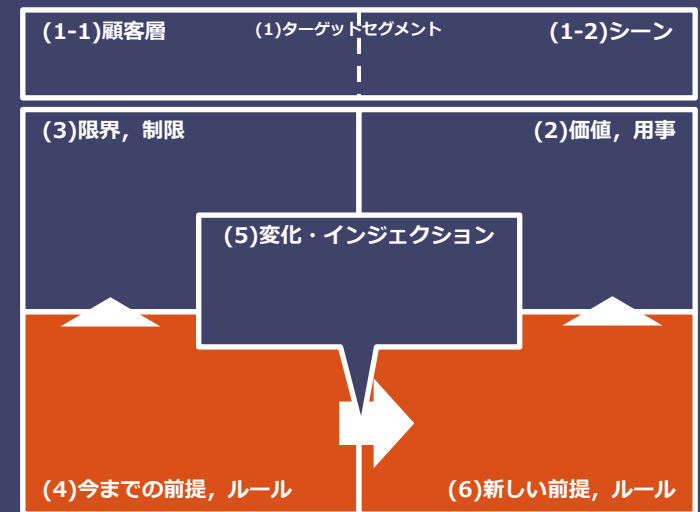 (1-1)顧客層
(1)ターゲットセグメント
(1-2)シーン
(3)限界，制限
(2)価値，用事
(5)変化・インジェクション
(4)今までの前提，ルール
(6)新しい前提，ルール